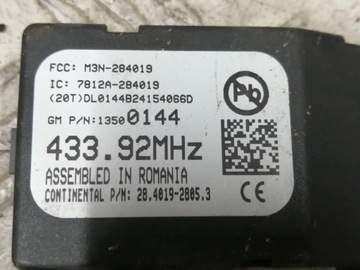 FCC: M3N-284019
IC: 7812A-284019
(20T)DL0144B24154066D
GM P/N:13500144
433.92MHz
ASSEMBLED IN ROMANIA
CONTINENTAL P/N: 28.4019-2805.3
Pb
CE